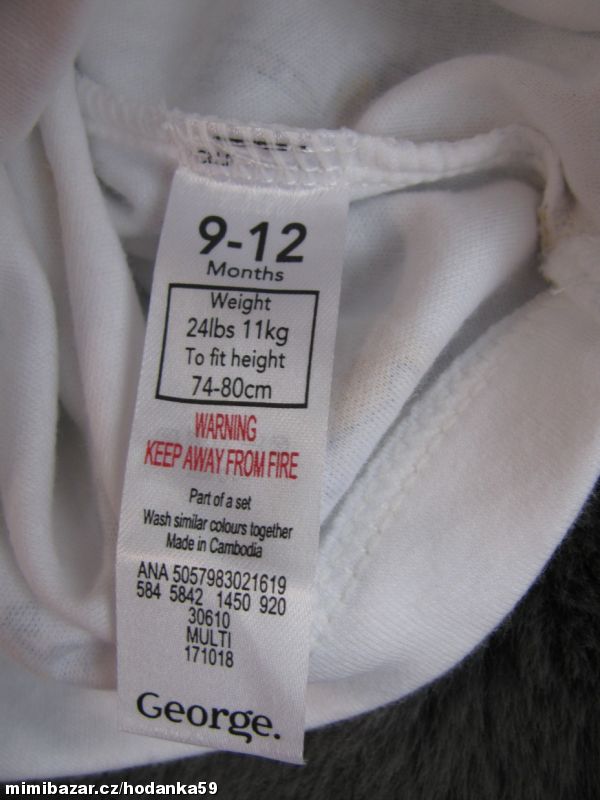 9-12
Months
Weight
24lbs 11kg
To fit height
74-80cm
WARNING
KEEP AWAY FROM FIRE
Part of a set
Wash similar colours together
Made in Cambodia
ANA 5057983021619
584 5842 1450 920
30610
MULTI
171018
George.
mimibazar.cz/hodanka59